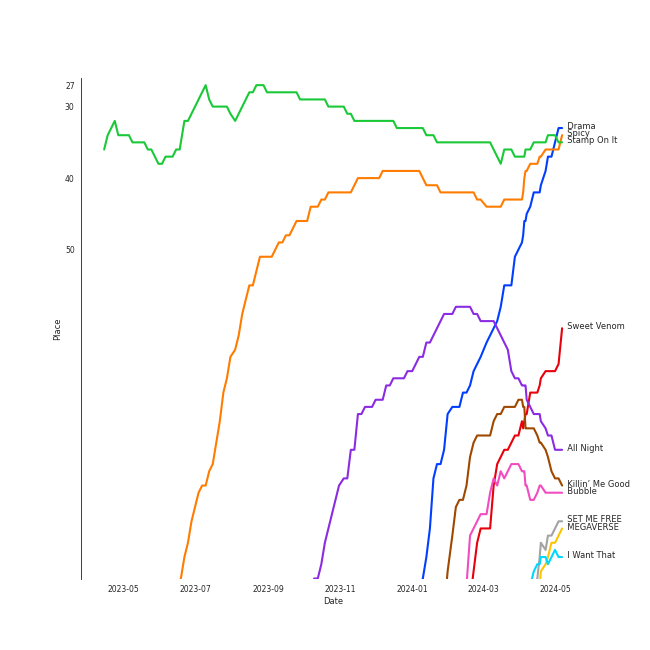 27
30
40
50
Place
2023-05
2023-07
2023-09
2023-11
2024-01
2024-03
2024-05
Date
Drama
Spicy
Stamp On It
Sweet Venom
All Night
Killin' Me Good
Bubble
SET ME FREE
MEGAVERSE
I Want That